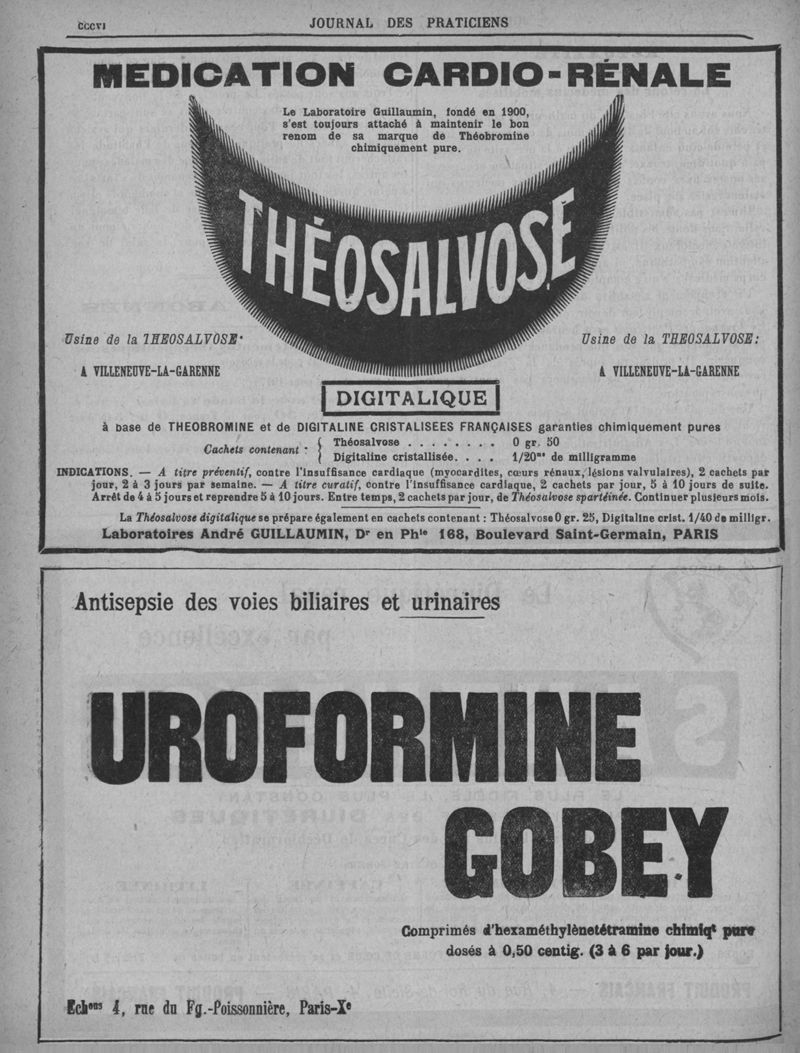 CCCVI
JOURNAL DES PRATICIENS
MEDICATION CARDIO-RÉNALE
Le Laboratoire Guillaumin, fondé en 1900,
s'est toujours attaché à maintenir le bon
renom de sa marque de Théobromine
chimiquement pure.
THÉOSALVOSE
Usine de la THEOSALVOSE·
A VILLENEUVE-LA-GARENNE
Usine de la THEOSALVOSE:
A VILLENEUVE-LA-GARENNE
DIGITALIQUE
à base de THEOBROMINE et de DIGITALINE CRISTALISEES FRANÇAISES garanties chimiquement pures
Cachets contenant :
Théosalvose . . . . . . . . 0 gr. 50
Digitaline cristallisée. . . . 1/20me de milligramme
INDICATIONS. — A titre préventif, contre l'insuffisance cardiaque (myocardites, cœurs rénaux, lésions valvulaires), 2 cachets par
jour, 2 à 3 jours par semaine. — A titre curatif, contre l'insuffisance cardiaque, 2 cachets par jour, 5 à 10 jours de suite.
Arrêt de 4 à 5 jours et reprendre 5 à 10 jours. Entre temps, 2 cachets par jour, de Théosalvose spartéinée. Continuer plusieurs mois.
La Théosalvose digitalique se prépare également en cachets contenant : Théosalvose 0 gr. 25, Digitaline crist. 1/40 de milligr.
Laboratoires André GUILLAUMIN, Dr en Phie 168, Boulevard Saint-Germain, PARIS
Antisepsie des voies biliaires et urinaires
UROFORMINE
GOBEY
Comprimés d'hexaméthylènetétramine chimiqt pure
dosés à 0,50 centig. (3 à 6 par jour.)
Echons 4, rue du Fg.-Poissonnière, Paris-Xe